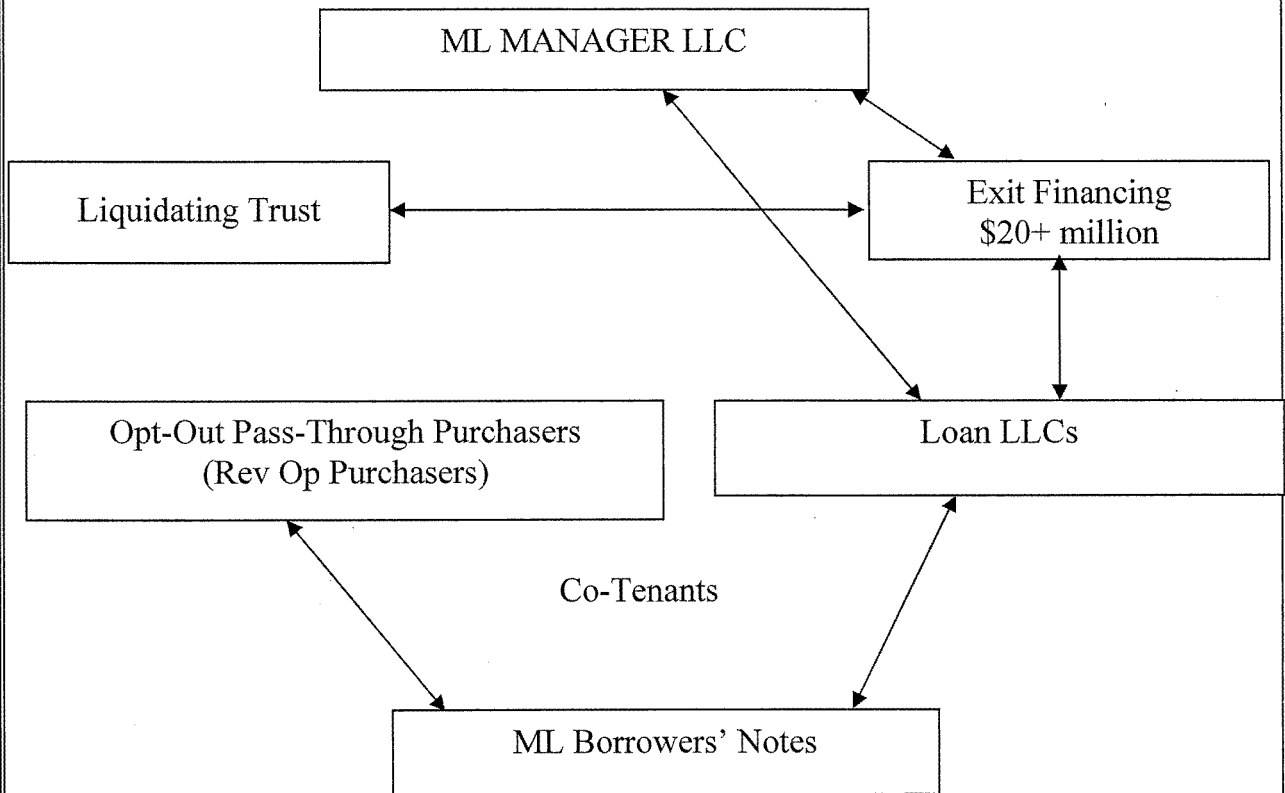 ML MANAGER LLC
Liquidating Trust
Exit Financing
$20+ million
Opt-Out Pass-Through Purchasers
(Rev Op Purchasers)
Loan LLCs
Co-Tenants
ML Borrowers’ Notes